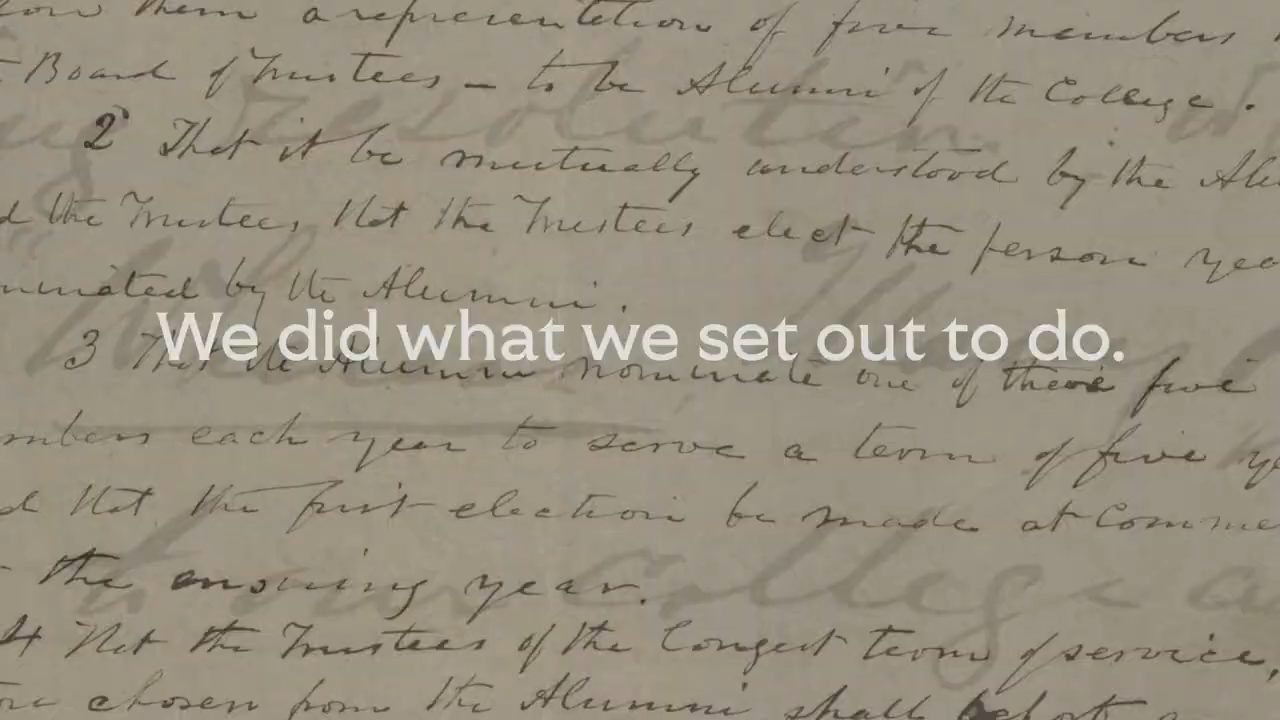 them a representation of five members
Board of Trustees – to be Alumni of the College.
2 That it be mutually understood by the
the Trustees, that the Trustees elect the person
by the Alumni.
We did what we set out to do.
3 That the Alumni nominate one of these five
each year to serve a term of five
that the first election be made at
the ensuing year.
4 That the Trustees of the longest term of service,
chosen from the Alumni shall